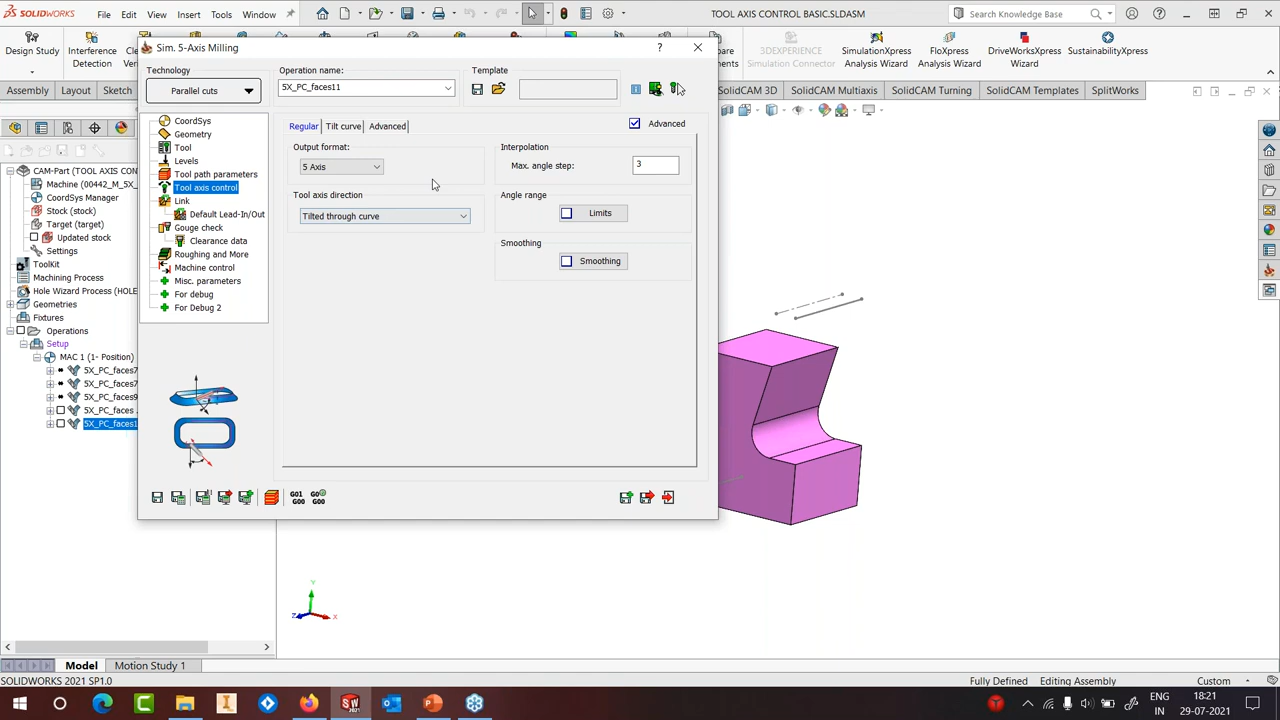 SOLIDWORKS
File Edit View Insert Tools Window
TOOL AXIS CONTROL BASIC.SLDASM
Search Knowledge Base
Design Study
Interference Detection
Clearance
3DEXPERIENCE Simulation Connector
SimulationXpress Analysis Wizard
FloXpress Analysis Wizard
DriveWorksXpress Wizard
SustainabilityXpress
Assembly Layout Sketch
SolidCAM 3D SolidCAM Multiaxis SolidCAM Turning SolidCAM Templates SplitWorks
Sim. 5-Axis Milling
?
Technology
Parallel cuts
Operation name:
5X_PC_faces11
Template
CoordSys
Geometry
Tool
Levels
Tool path parameters
Tool axis control
Link
Default Lead-In/Out
Gouge check
Clearance data
Roughing and More
Machine control
Misc. parameters
For debug
For Debug 2
Regular Tilt curve Advanced
Advanced
Output format:
5 Axis
Tool axis direction
Tilted through curve
Interpolation
Max. angle step: 3
Angle range
Limits
Smoothing
Smoothing
G01
G00
G0
G00
CAM-Part (TOOL AXIS CON
Machine (00442_M_5X_
CoordSys Manager
Stock (stock)
Target (target)
Updated stock
Settings
ToolKit
Machining Process
Hole Wizard Process (HOLE
Geometries
Fixtures
Operations
Setup
MAC 1 (1- Position)
5X_PC_faces7
5X_PC_faces7
5X_PC_faces9
5X_PC_faces .
5X_PC_faces1
Y
Z X
Model Motion Study 1
SOLIDWORKS 2021 SP1.0
Fully Defined Editing Assembly Custom
ENG
IN
18:21
29-07-2021